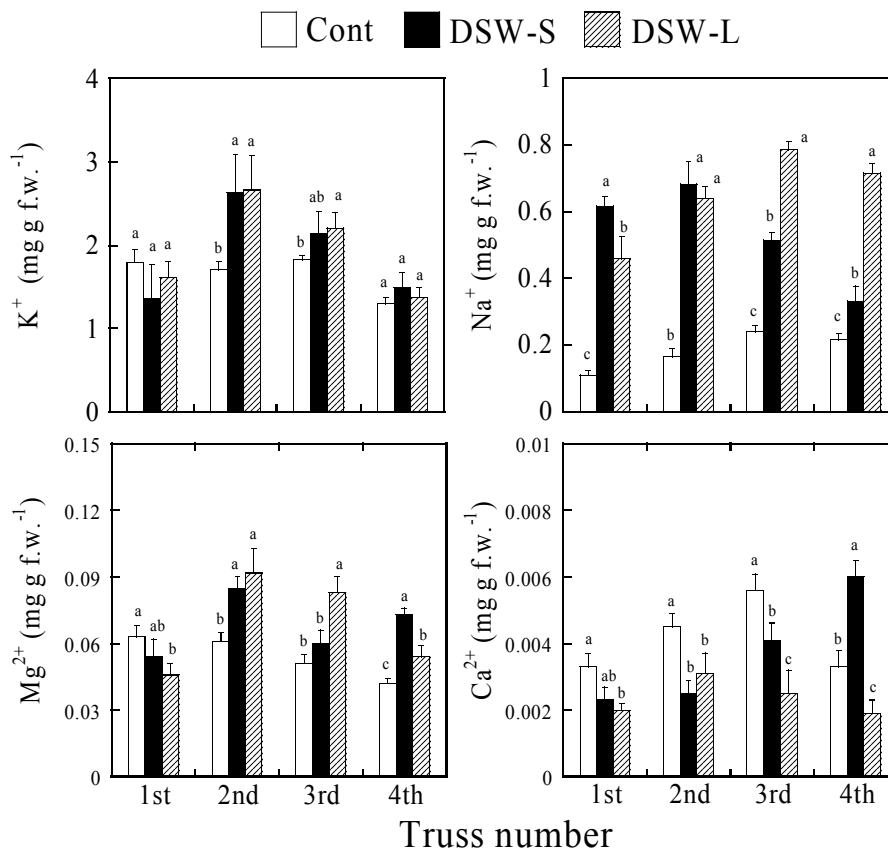 Cont DSW-S DSW-L
K⁺ (mg g f.w.⁻¹)
4
3
2
1
0
a a a
b a a
b ab a
a a a
Na⁺ (mg g f.w.⁻¹)
1
0.8
0.6
0.4
0.2
0
c a b
b a a
c b a
c b a
Mg²⁺ (mg g f.w.⁻¹)
0.15
0.12
0.09
0.06
0.03
0
a ab b
b a a
b b a
c a b
1st 2nd 3rd 4th
Ca²⁺ (mg g f.w.⁻¹)
0.01
0.008
0.006
0.004
0.002
0
a ab b
a b b
a b c
b a c
1st 2nd 3rd 4th
Truss number